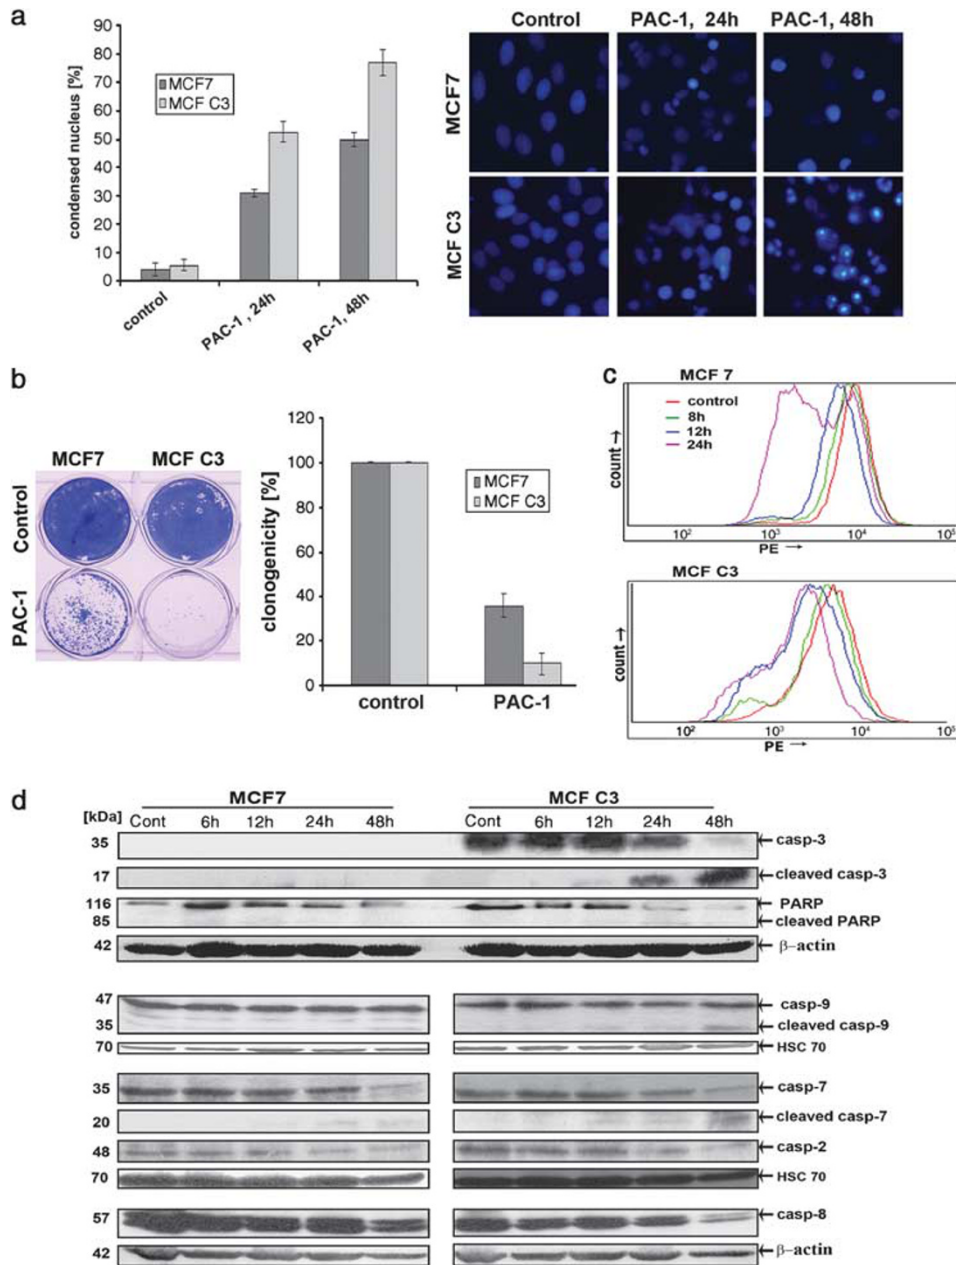 a
90
80
70
60
50
40
30
20
10
0
condensed nucleus [%]
MCF7
MCF C3
control
PAC-1 , 24h
PAC-1, 48h
Control
PAC-1, 24h
PAC-1, 48h
MCF7
MCF C3
b
MCF7
MCF C3
Control
PAC-1
120
100
80
60
40
20
0
clonogenicity [%]
MCF7
MCF C3
control
PAC-1
c
MCF 7
control
8h
12h
24h
count →
10² 10³ 10⁴ 10⁵
PE →
MCF C3
count →
10² 10³ 10⁴ 10⁵
PE →
d
MCF7
MCF C3
[kDa] Cont 6h 12h 24h 48h Cont 6h 12h 24h 48h
35 casp-3
17 cleaved casp-3
116 PARP
85 cleaved PARP
42 β-actin
47 casp-9
35 cleaved casp-9
70 HSC 70
35 casp-7
20 cleaved casp-7
48 casp-2
70 HSC 70
57 casp-8
42 β-actin